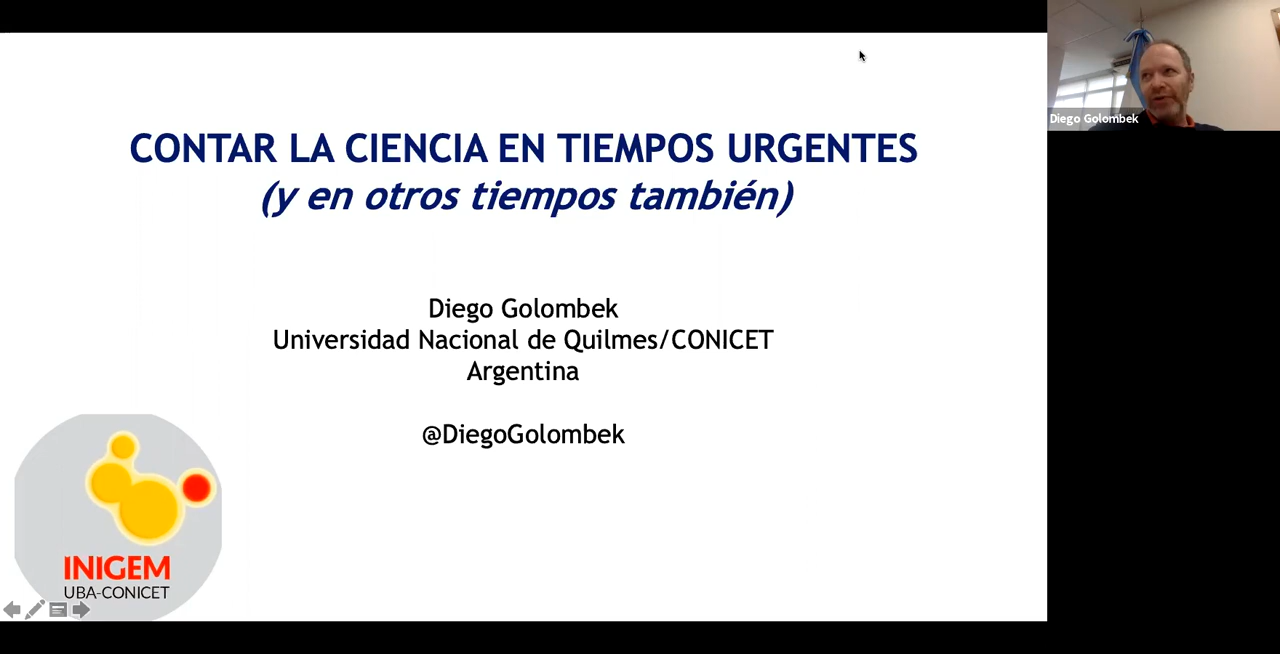 CONTAR LA CIENCIA EN TIEMPOS URGENTES
(y en otros tiempos también)
Diego Golombek
Universidad Nacional de Quilmes/CONICET
Argentina
@DiegoGolombek
INIGEM
UBA-CONICET
Diego Golombek